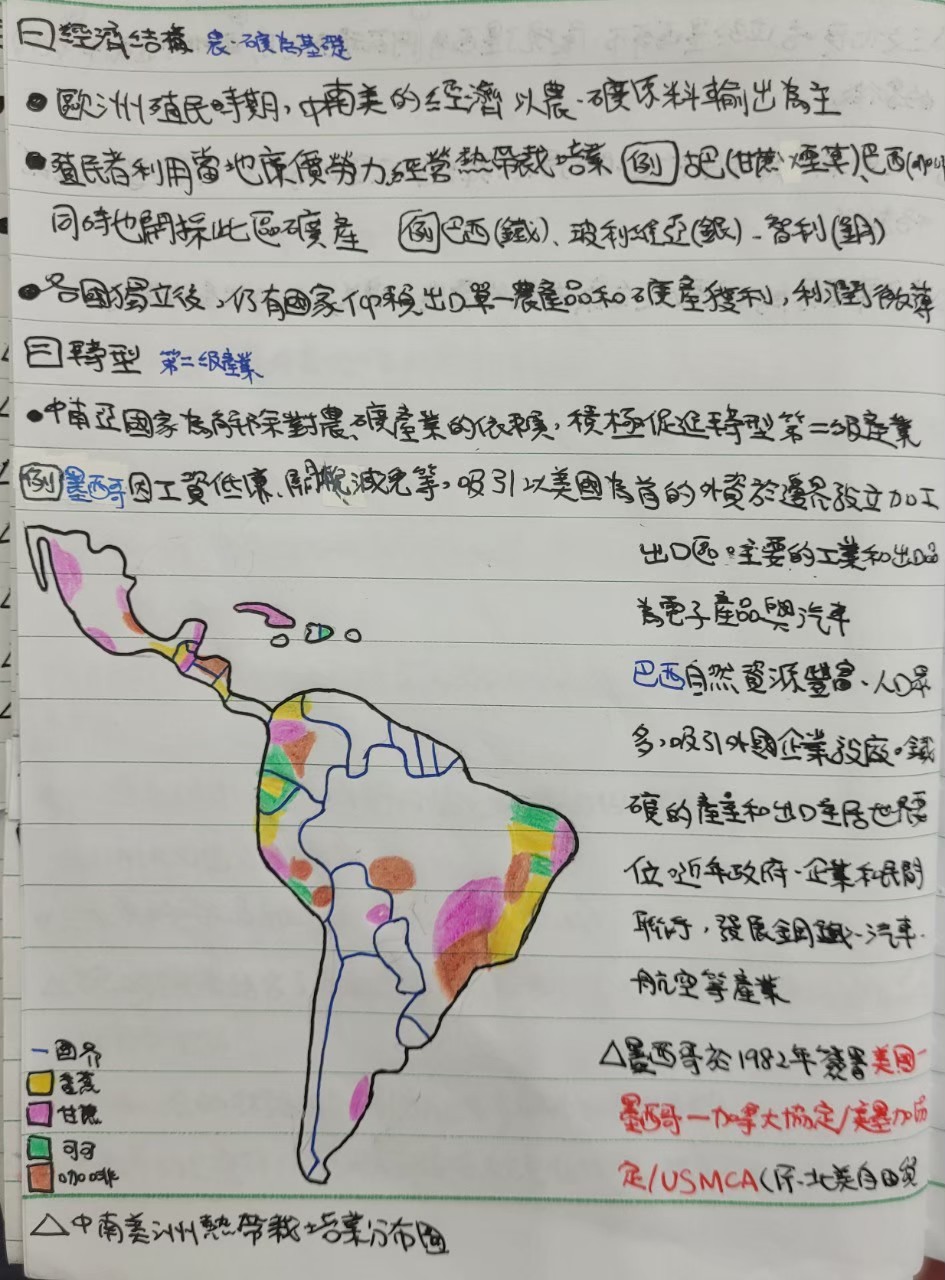 ㊀經濟結構 農.礦為基礎
●歐洲殖民時期,中南美的經濟以農.礦原料輸出為主
●殖民者利用當地廉價勞力,經營熱帶栽培業 例 古巴(甘蔗、煙草)、巴西(
同時也開採此區礦產 例 巴西(鐵)、玻利維亞(銀)、智利(銅)
●各國獨立後,仍有國家仰賴出口單一農產品和礦產獲利,利潤微薄
㊁轉型 第二級產業
●中南亞國家為解除對農.礦產業的依賴,積極促進轉型第二級產業
例 墨西哥因工資低廉、關稅減免等,吸引以美國為首的外資於邊界設立加工
出口區。主要的工業和出口品
為電子產品與汽車
巴西自然資源豐富、人口眾
多,吸引外國企業設廠。鐵
礦的產量和出口量居世界
位。近年政府、企業和民間
聯合,發展鋼鐵、汽車.
航空等產業
△墨西哥於1982年簽署美國-
墨西哥-加拿大協定/美墨加協
定/USMCA(原.北美自由貿
一國界
香蕉
甘蔗
可可
咖啡
△中南美洲熱帶栽培業分布圖